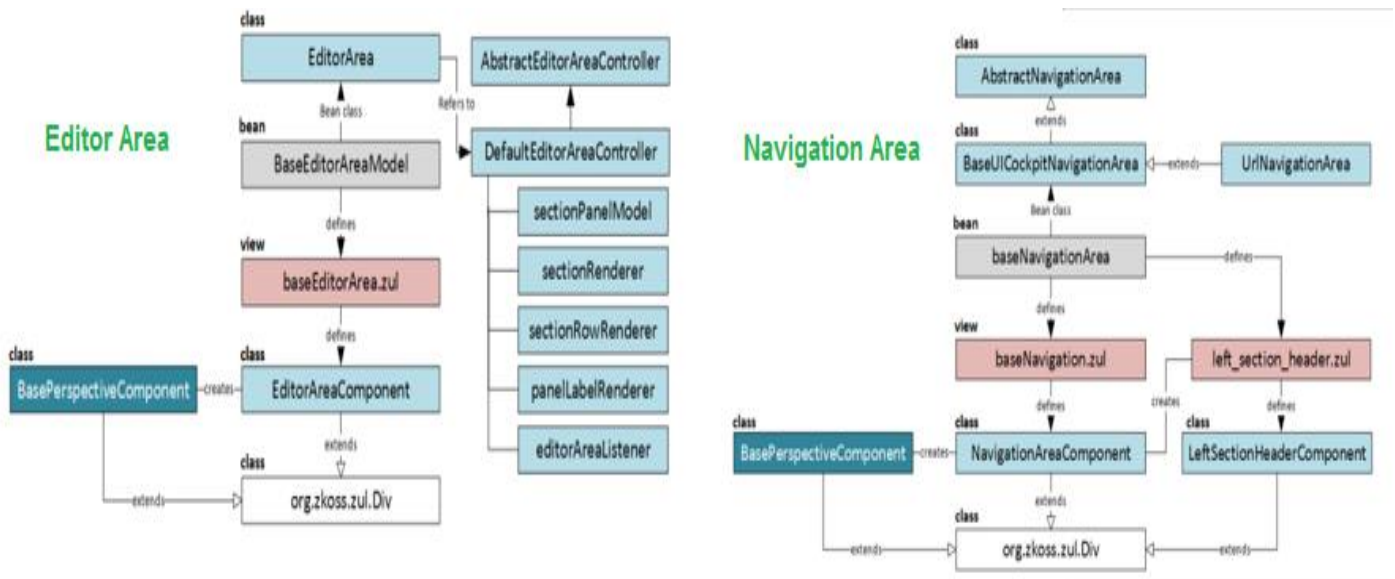 Editor Area
class
EditorArea
AbstractEditorAreaController
Refers to
Bean class
bean
BaseEditorAreaModel
DefaultEditorAreaController
defines
sectionPanelModel
view
baseEditorArea.zul
sectionRenderer
defines
sectionRowRenderer
class
BasePerspectiveComponent
creates
class
EditorAreaComponent
panelLabelRenderer
extends
editorAreaListener
class
org.zkoss.zul.Div
extends
Navigation Area
class
AbstractNavigationArea
extends
class
BaseUICockpitNavigationArea
extends
UrlNavigationArea
Bean class
bean
baseNavigationArea
defines
defines
view
baseNavigation.zul
left_section_header.zul
creates
defines
defines
class
BasePerspectiveComponent
creates
class
NavigationAreaComponent
class
LeftSectionHeaderComponent
extends
class
org.zkoss.zul.Div
extends
extends